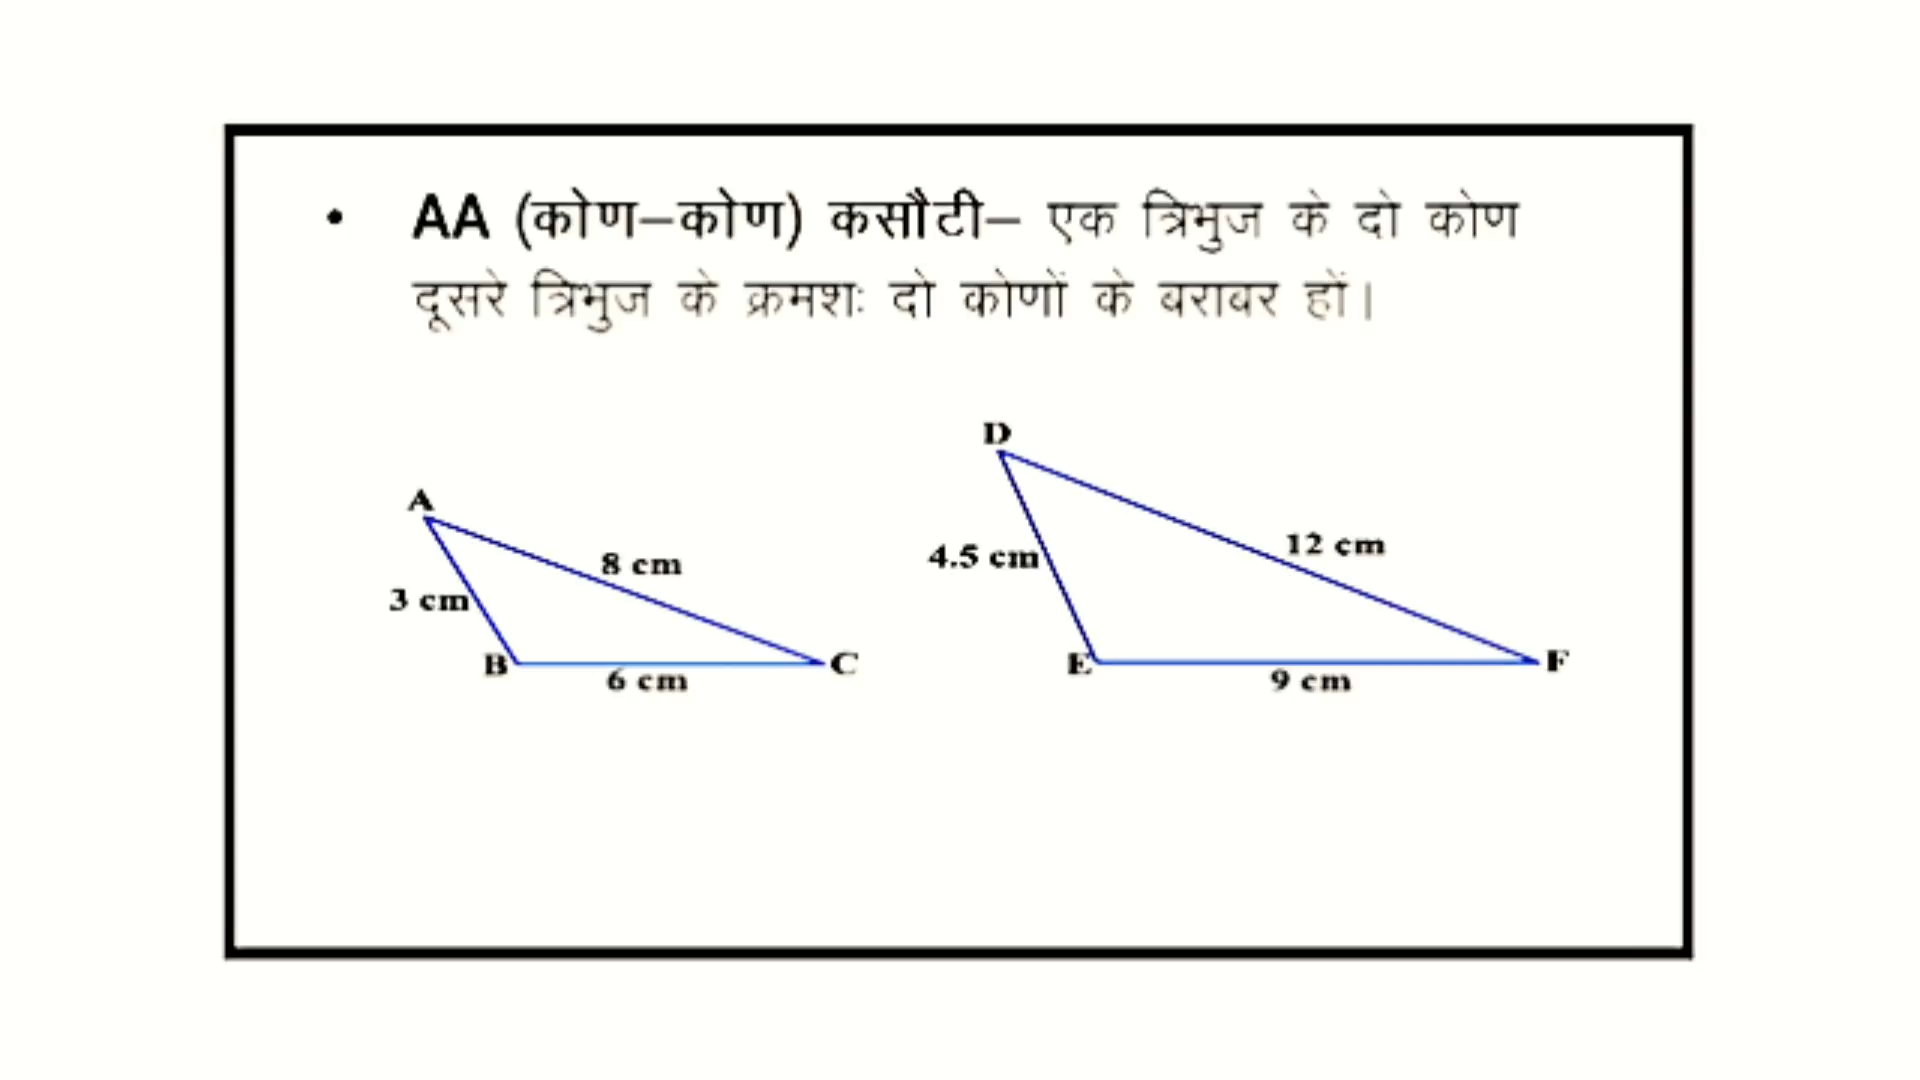 • AA (कोण–कोण) कसौटी– एक त्रिभुज के दो कोण
दूसरे त्रिभुज के क्रमशः दो कोणों के बराबर हों।
D
A
12 cm
8 cm
4.5 cm
3 cm
B
C
E
F
6 cm
9 cm